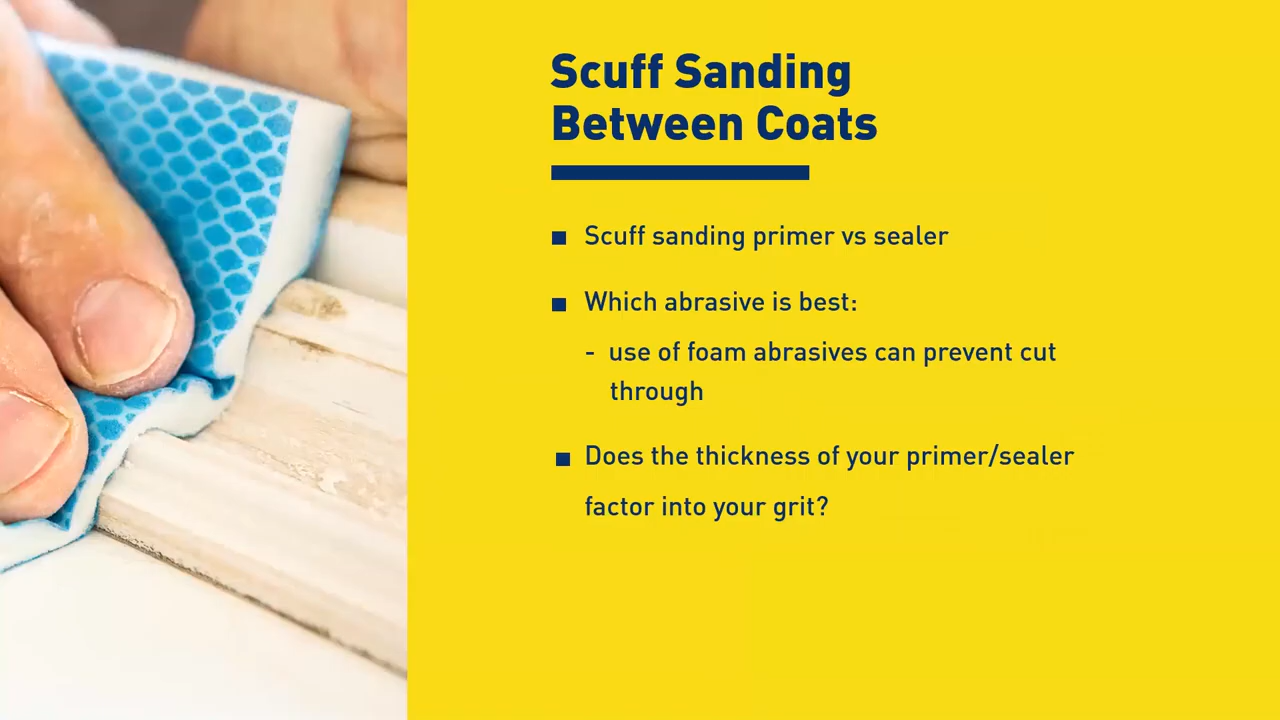 Scuff Sanding
Between Coats
■ Scuff sanding primer vs sealer
■ Which abrasive is best:
- use of foam abrasives can prevent cut
through
■ Does the thickness of your primer/sealer
factor into your grit?